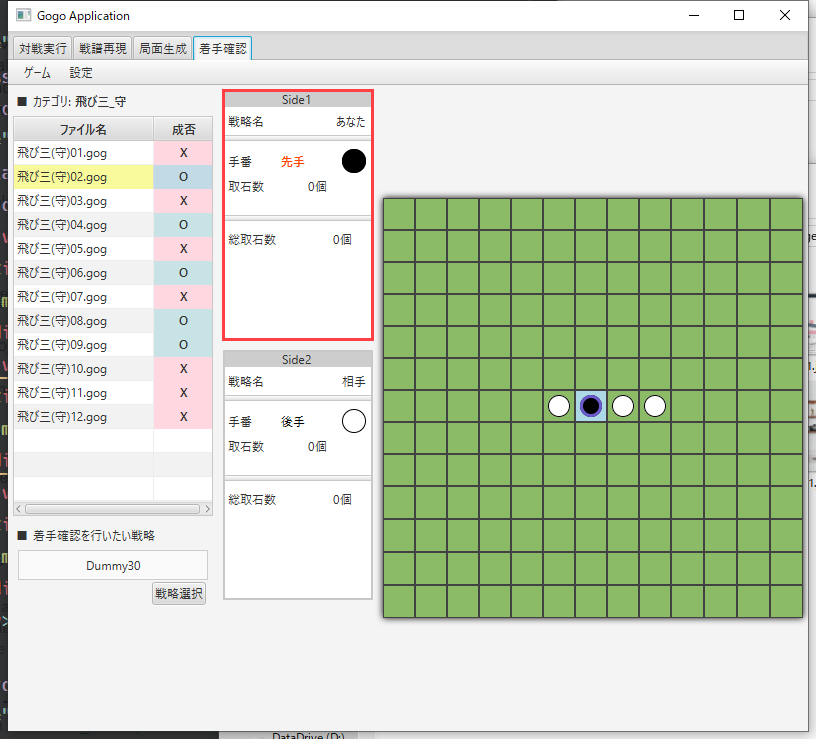 Gogo Application
対戦実行 戦譜再現 局面生成 着手確認
ゲーム 設定
■ カテゴリ: 飛び三_守
ファイル名 成否
飛び三(守)01.gog X
飛び三(守)02.gog O
飛び三(守)03.gog X
飛び三(守)04.gog O
飛び三(守)05.gog X
飛び三(守)06.gog O
飛び三(守)07.gog X
飛び三(守)08.gog O
飛び三(守)09.gog O
飛び三(守)10.gog X
飛び三(守)11.gog X
飛び三(守)12.gog X
■ 着手確認を行いたい戦略
Dummy30
戦略選択
Side1
戦略名 あなた
手番 先手
取石数 0個
総取石数 0個
Side2
戦略名 相手
手番 後手
取石数 0個
総取石数 0個
DataDrive (D:)